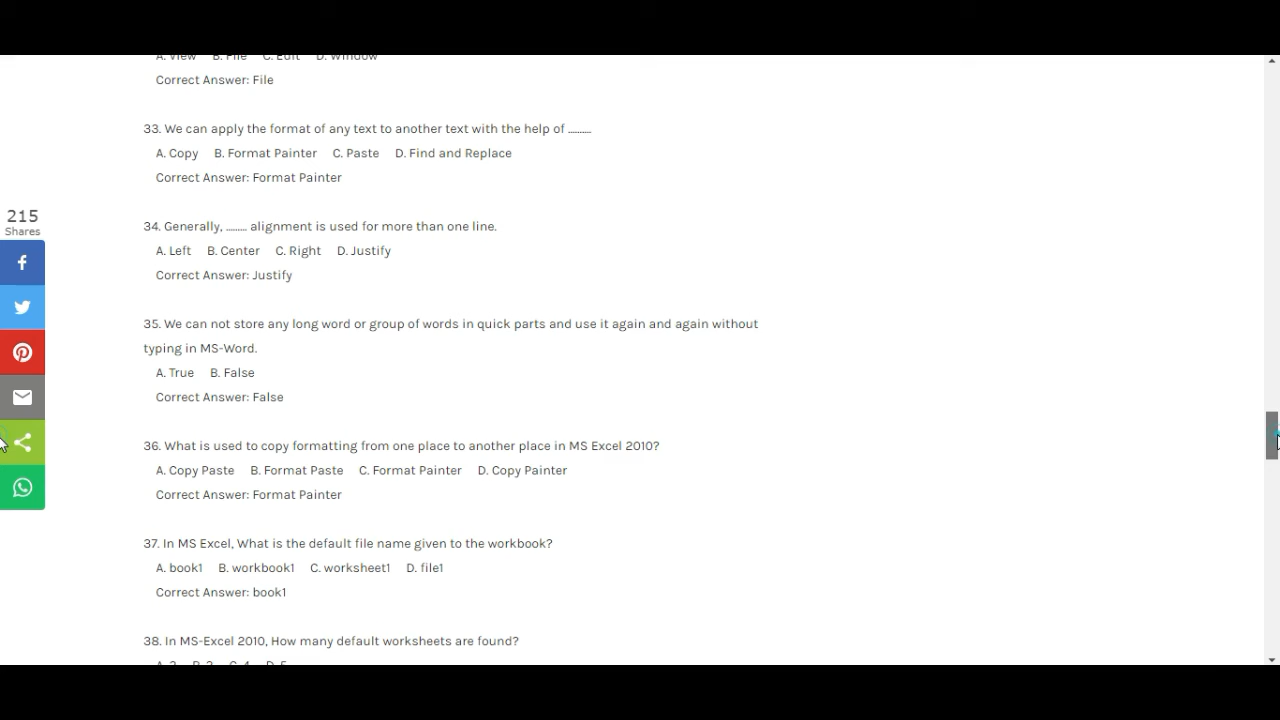 A. View B. File C. Edit D. Window
Correct Answer: File
33. We can apply the format of any text to another text with the help of .........
A. Copy B. Format Painter C. Paste D. Find and Replace
Correct Answer: Format Painter
215
Shares
34. Generally, ........ alignment is used for more than one line.
A. Left B. Center C. Right D. Justify
Correct Answer: Justify
35. We can not store any long word or group of words in quick parts and use it again and again without
typing in MS-Word.
A. True B. False
Correct Answer: False
36. What is used to copy formatting from one place to another place in MS Excel 2010?
A. Copy Paste B. Format Paste C. Format Painter D. Copy Painter
Correct Answer: Format Painter
37. In MS Excel, What is the default file name given to the workbook?
A. book1 B. workbook1 C. worksheet1 D. file1
Correct Answer: book1
38. In MS-Excel 2010, How many default worksheets are found?